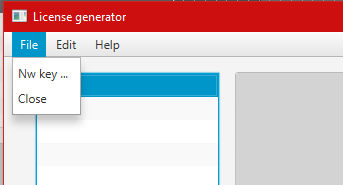 License generator
File Edit Help
Nw key ...
Close